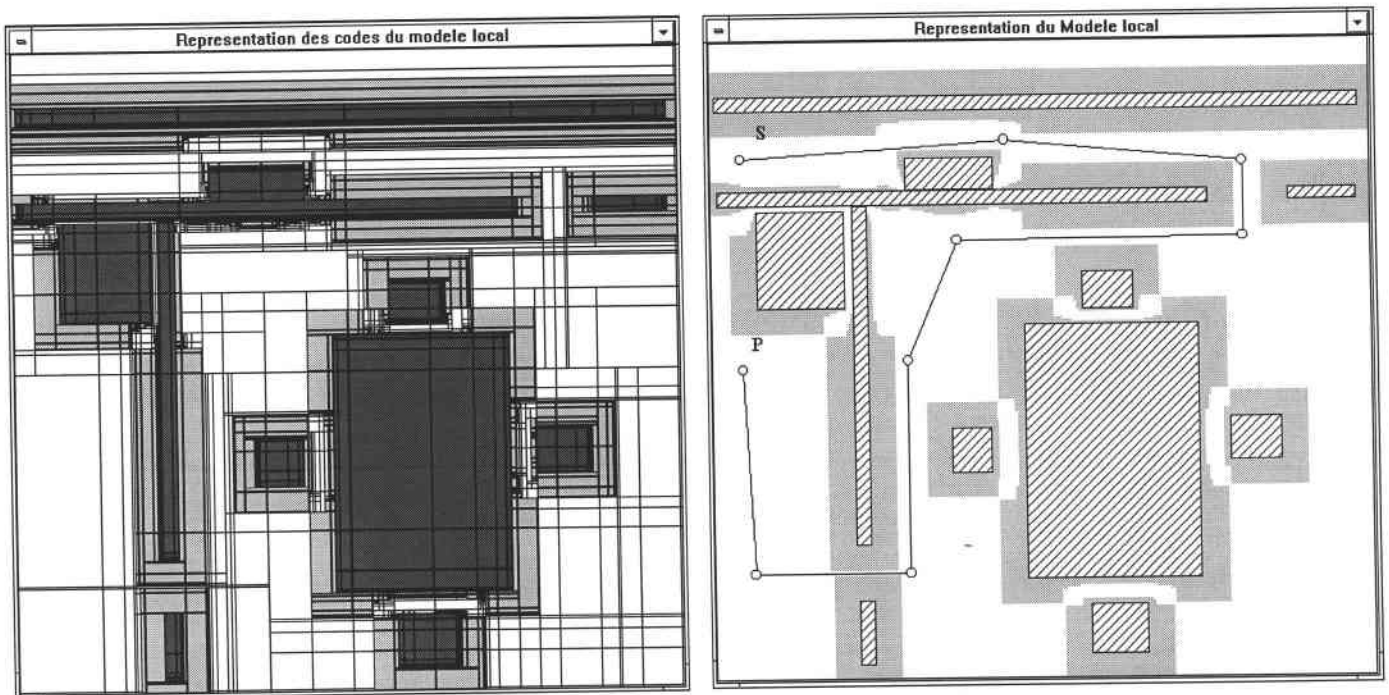 Representation des codes du modele local
Representation du Modele local
S
P